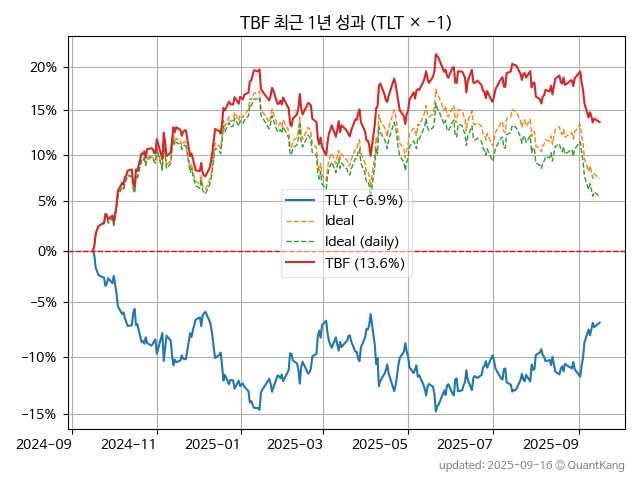 TBF 최근 1년 성과 (TLT × −1)
20%
15%
10%
5%
0%
−5%
−10%
−15%
TLT (−6.9%)
Ideal
Ideal (daily)
TBF (13.6%)
2024-09
2024-11
2025-01
2025-03
2025-05
2025-07
2025-09
updated: 2025-09-16 © QuantKang